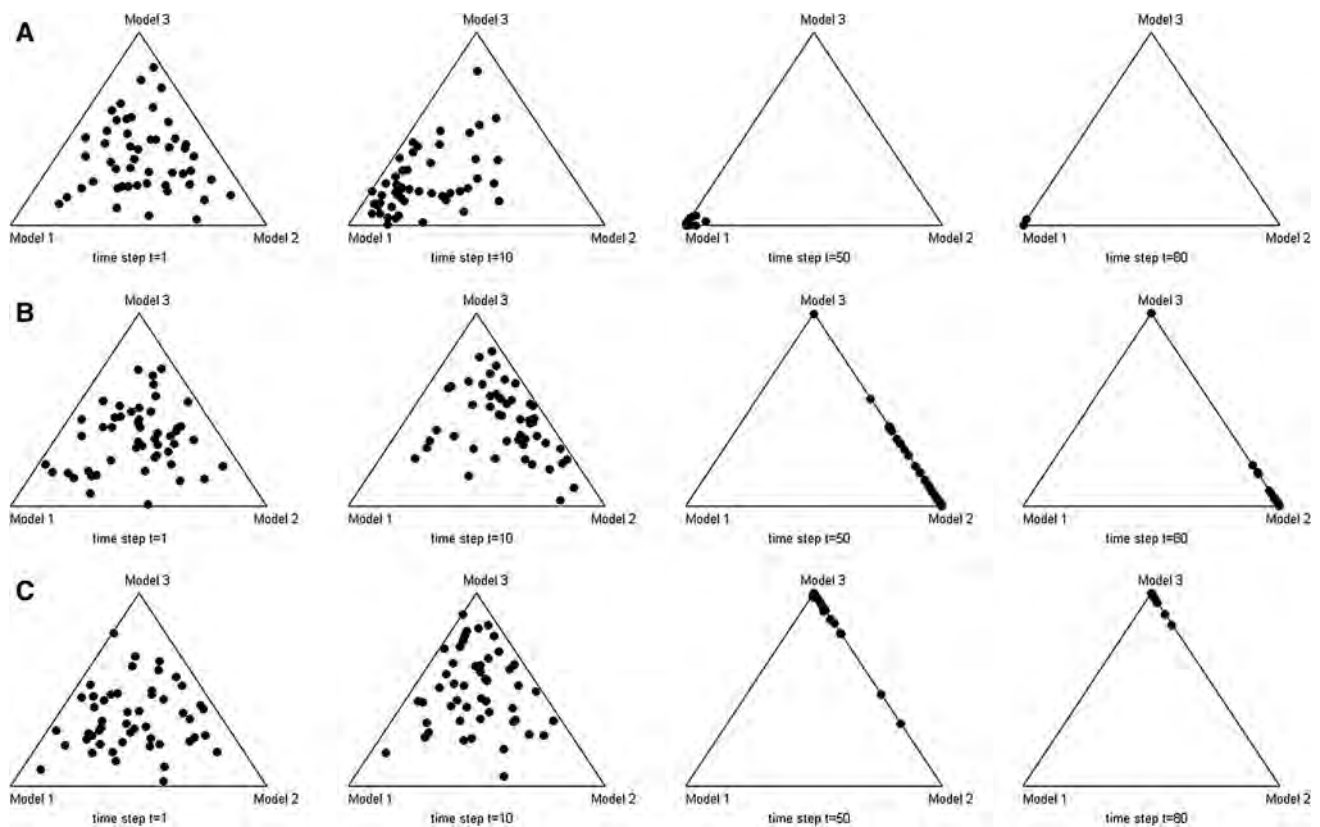 A
Model 3 Model 3 Model 3 Model 3
Model 1 Model 2 Model 1 Model 2 Model 1 Model 2 Model 1 Model 2
time step t=1 time step t=10 time step t=50 time step t=80
B
Model 3 Model 3 Model 3 Model 3
Model 1 Model 2 Model 1 Model 2 Model 1 Model 2 Model 1 Model 2
time step t=1 time step t=10 time step t=50 time step t=80
C
Model 3 Model 3 Model 3 Model 3
Model 1 Model 2 Model 1 Model 2 Model 1 Model 2 Model 1 Model 2
time step t=1 time step t=10 time step t=50 time step t=80